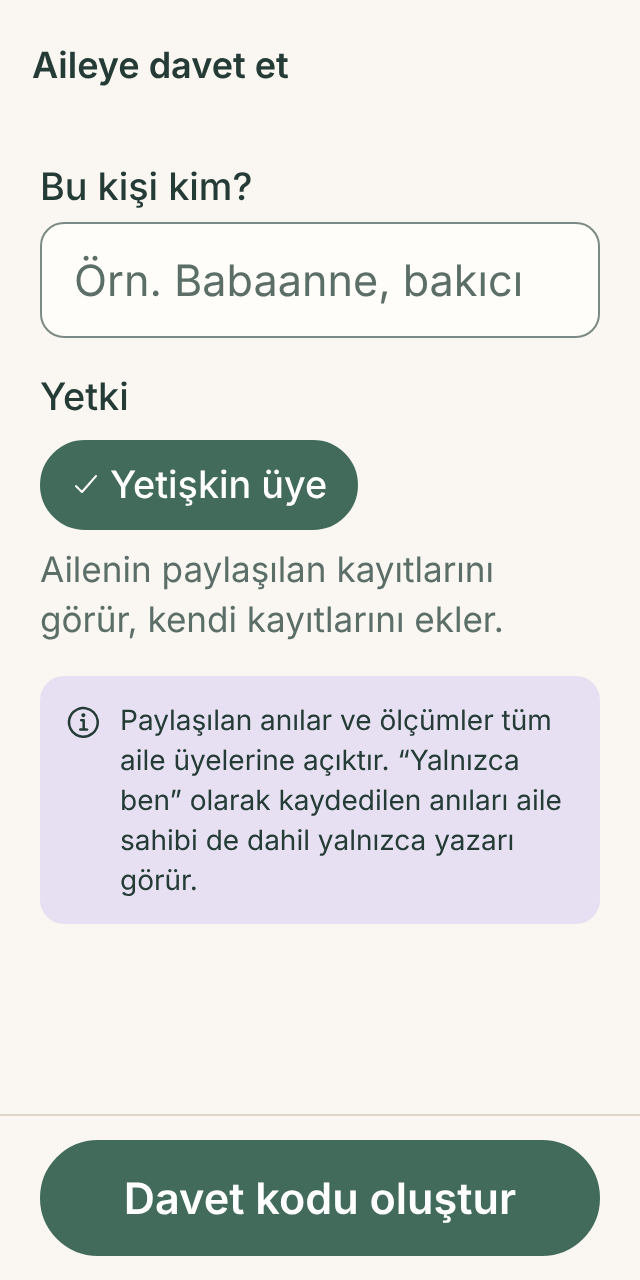 Aileye davet et
Bu kişi kim?
Örn. Babaanne, bakıcı
Yetki
Yetişkin üye
Ailenin paylaşılan kayıtlarını
görür, kendi kayıtlarını ekler.
Paylaşılan anılar ve ölçümler tüm
aile üyelerine açıktır. “Yalnızca
ben” olarak kaydedilen anıları aile
sahibi de dahil yalnızca yazarı
görür.
Davet kodu oluştur